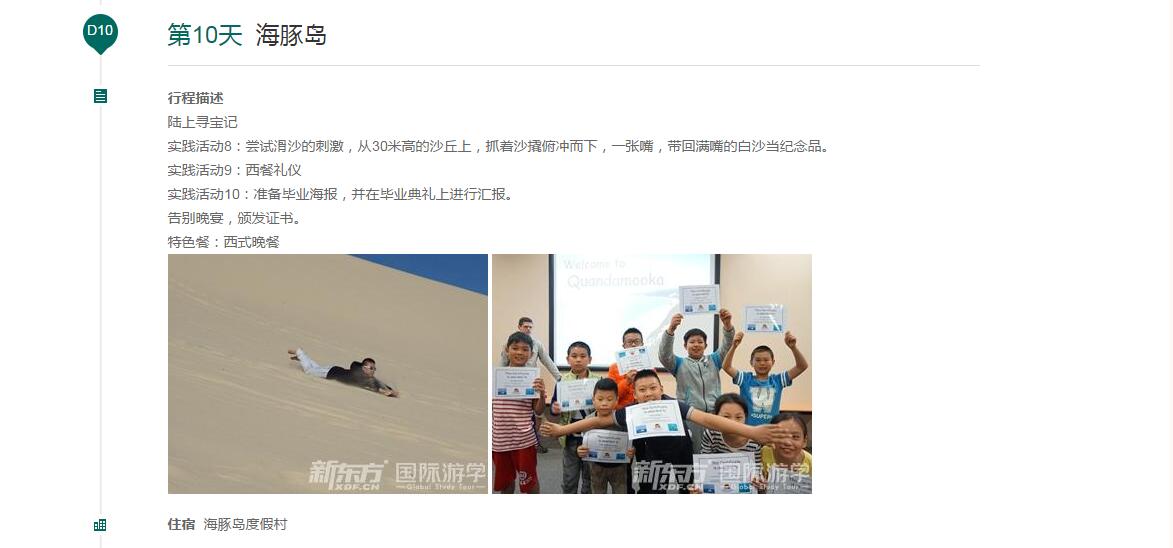 D10
第10天 海豚岛
行程描述
陆上寻宝记
实践活动8：尝试滑沙的刺激，从30米高的沙丘上，抓着沙撬俯冲而下，一张嘴，带回满嘴的白沙当纪念品。
实践活动9：西餐礼仪
实践活动10：准备毕业海报，并在毕业典礼上进行汇报。
告别晚宴，颁发证书。
特色餐：西式晚餐
Welcome to
Quandamooka
SUPER
新东方 国际游学
XDF.CN Global Study Tour
新东方 国际游学
XDF.CN Global Study Tour
住宿 海豚岛度假村